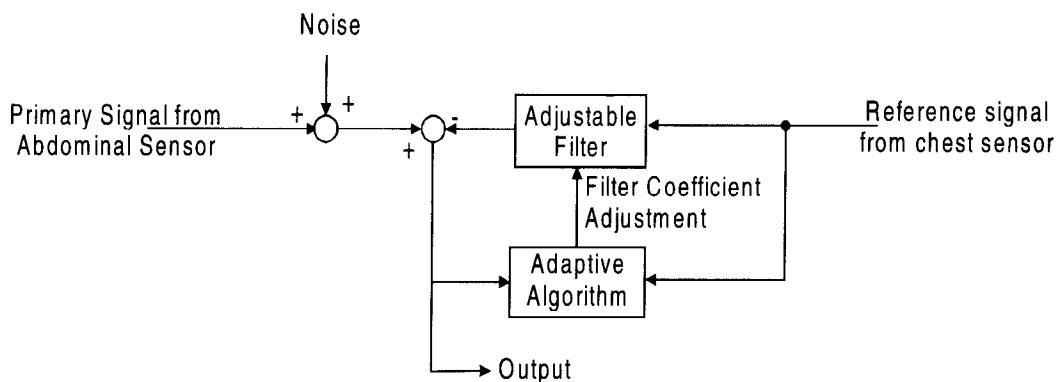 Noise
Primary Signal from
Abdominal Sensor
+
+
+
-
Adjustable
Filter
Reference signal
from chest sensor
Filter Coefficient
Adjustment
Adaptive
Algorithm
Output